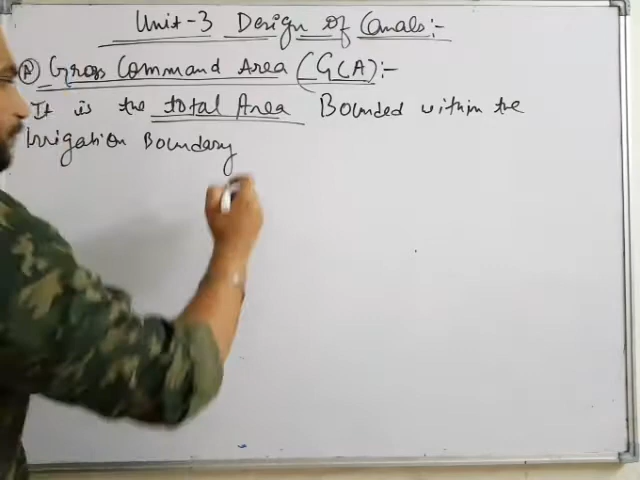 Unit-3 Design of Canals:-
(A) Gross Command Area (GCA):-
It is the total Area Bounded within the
Irrigation Boundary